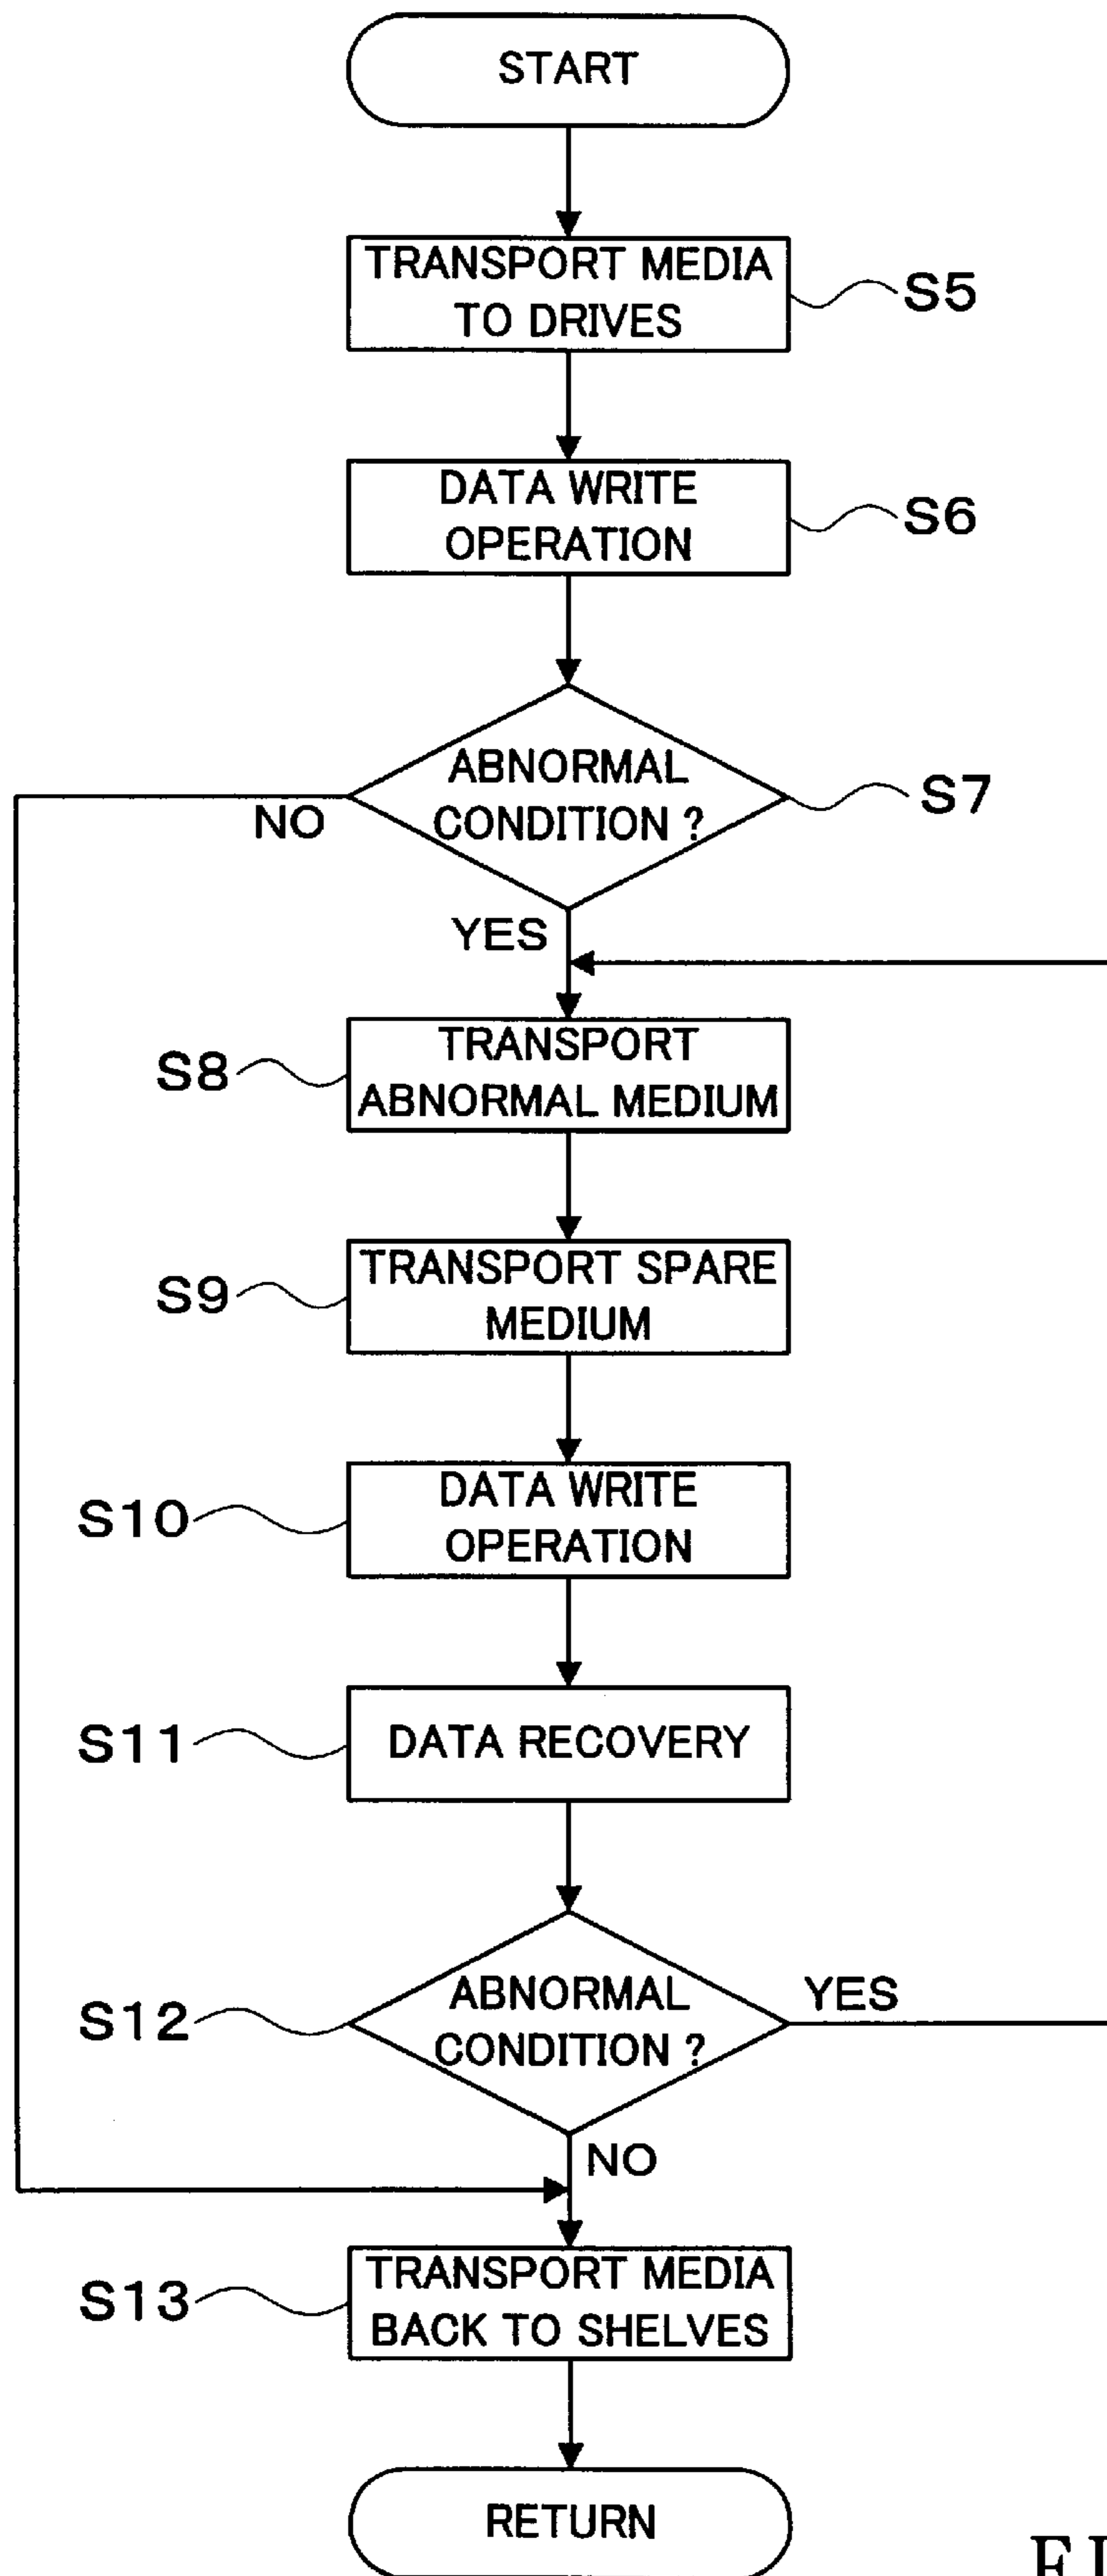 START
TRANSPORT MEDIA
TO DRIVES
S5
DATA WRITE
OPERATION
S6
ABNORMAL
CONDITION ?
S7
NO
YES
TRANSPORT
ABNORMAL MEDIUM
S8
TRANSPORT SPARE
MEDIUM
S9
DATA WRITE
OPERATION
S10
DATA RECOVERY
S11
ABNORMAL
CONDITION ?
S12
YES
NO
TRANSPORT MEDIA
BACK TO SHELVES
S13
RETURN